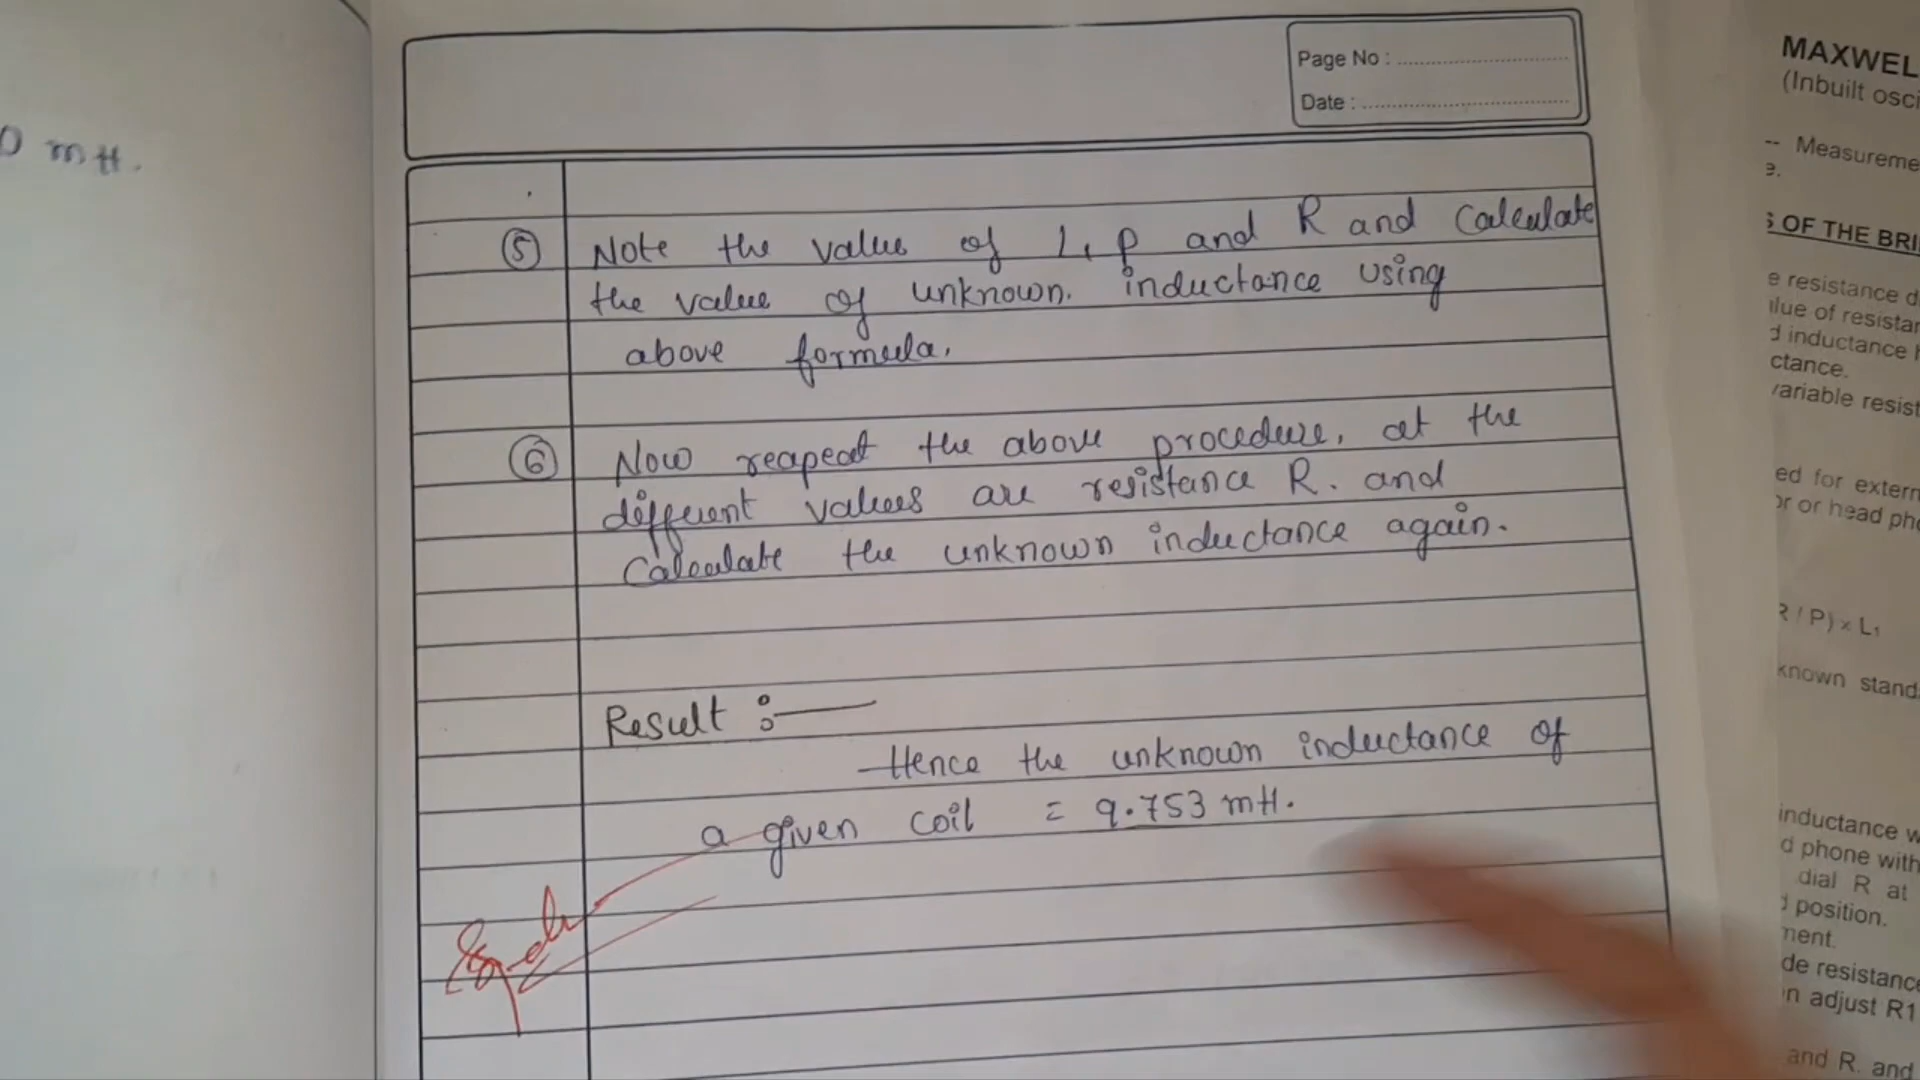 D mH.
Page No :
Date :
⑤ Note the value of L, P and R and Calculate
the value of unknown. inductance using
above formula.
⑥ Now reapeat the above procedure, at the
different values are resistance R. and
Calculate the unknown inductance again.
Result :—
Hence the unknown inductance of
a given coil = 9.753 mH.
MAXWEL
(Inbuilt osci
-- Measureme
e.
S OF THE BRI
e resistance d
lue of resistar
d inductance h
ctance.
variable resist
ed for extern
or or head pho
R / P) x L₁
known stand
inductance w
d phone with
dial R at
position.
ment.
de resistance
n adjust R1
and R. and